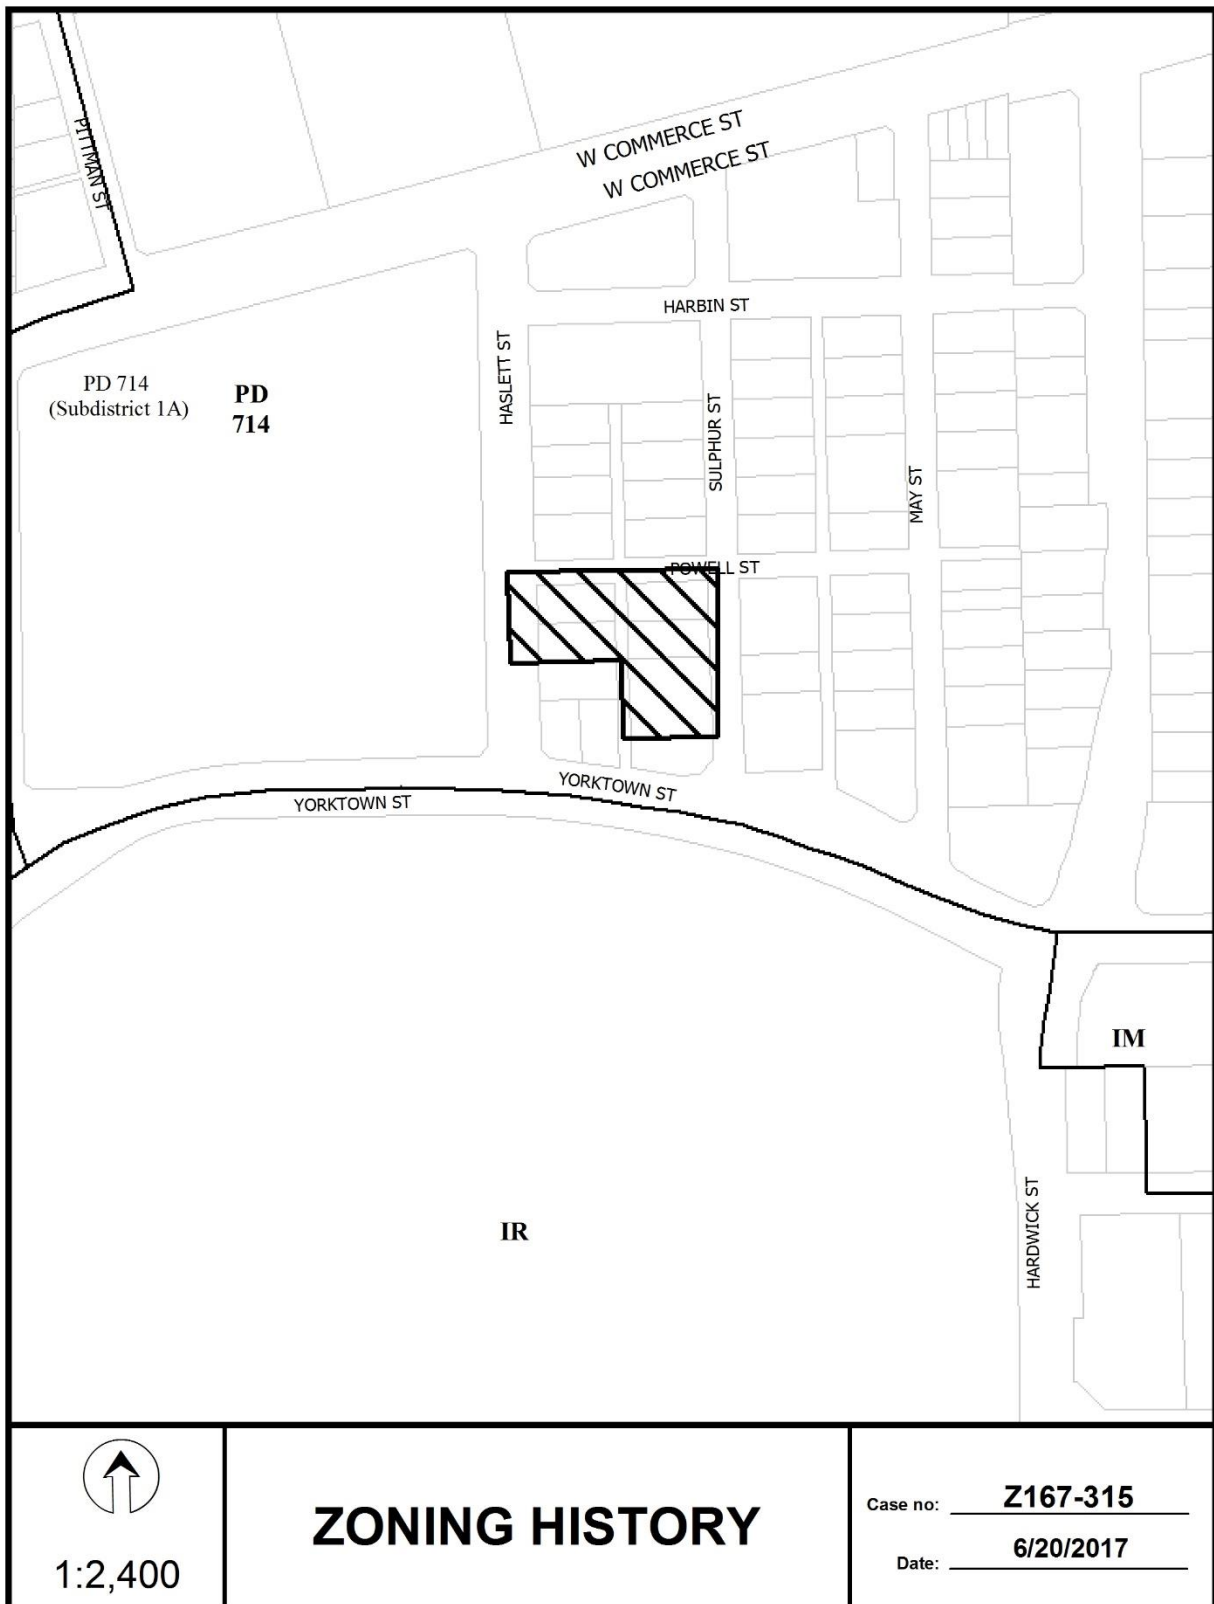 PITTMAN ST
W COMMERCE ST
W COMMERCE ST
HARBIN ST
HASLETT ST
PD 714
(Subdistrict 1A)
PD
714
SULPHUR ST
MAY ST
POWELL ST
YORKTOWN ST
YORKTOWN ST
IM
HARDWICK ST
IR
1:2,400
ZONING HISTORY
Case no: Z167-315
Date: 6/20/2017